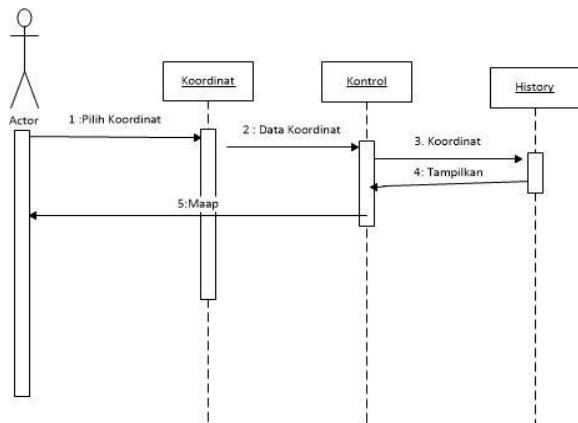 Koordinat
Kontrol
History
Actor
1 :Pilih Koordinat
2 : Data Koordinat
3. Koordinat
4: Tampilkan
5:Maap